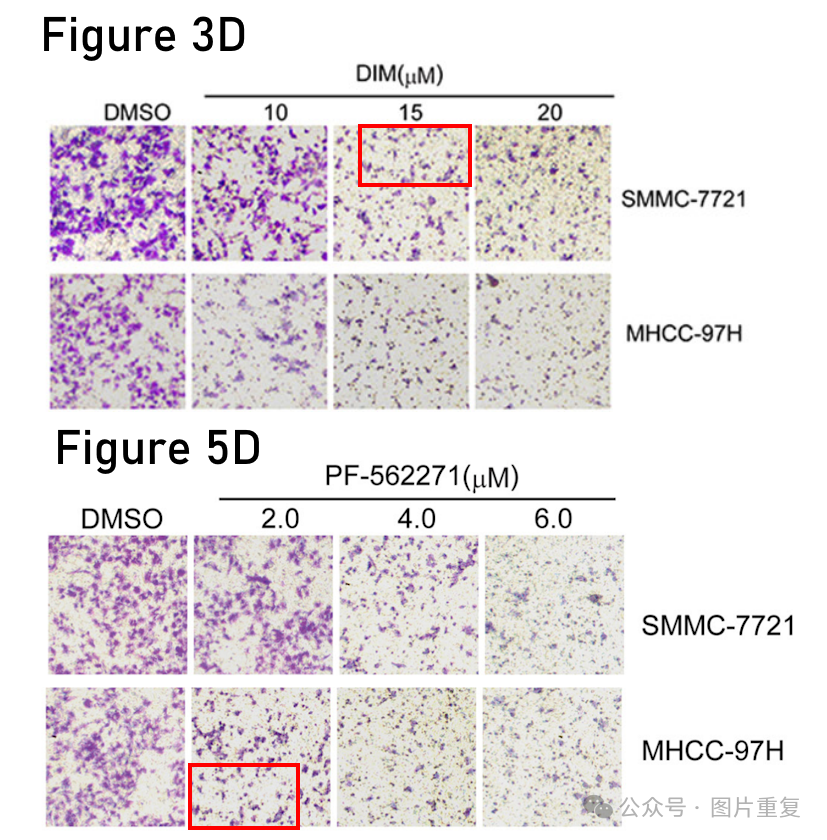 Figure 3D
DIM(μM)
DMSO 10 15 20
SMMC-7721
MHCC-97H
Figure 5D
PF-562271(μM)
DMSO 2.0 4.0 6.0
SMMC-7721
MHCC-97H
公众号 · 图片重复